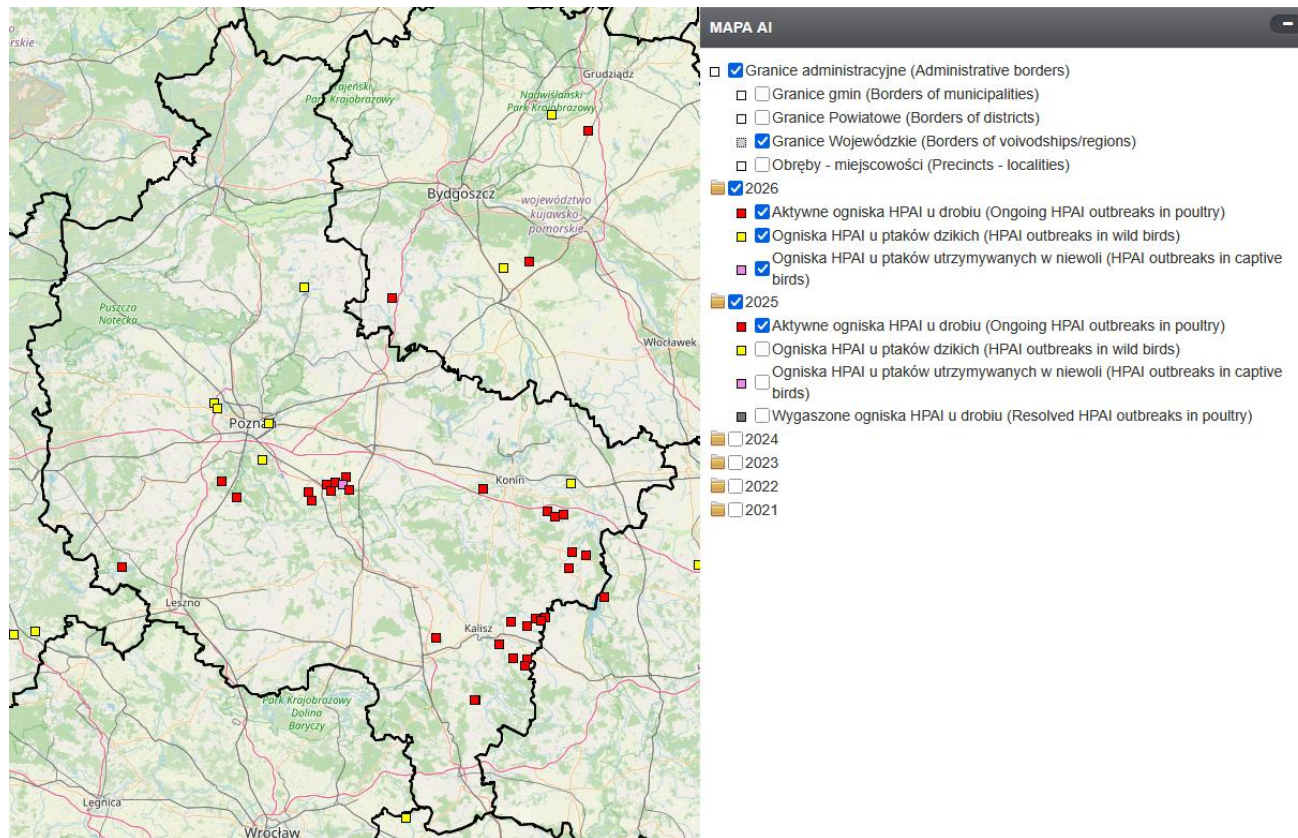 morskie
Grudziądz
Krajeński
Park Krajobrazowy
Nadwiślański
Park Krajobrazowy
Bydgoszcz
województwo
kujawsko-
pomorskie
Puszcza
Notecka
Włocławek
Pozna
Konin
Leszno
Kalisz
Park Krajobrazowy
Dolina
Baryczy
Legnica
Wrocław
MAPA AI
Granice administracyjne (Administrative borders)
Granice gmin (Borders of municipalities)
Granice Powiatowe (Borders of districts)
Granice Wojewódzkie (Borders of voivodships/regions)
Obręby - miejscowości (Precincts - localities)
2026
Aktywne ogniska HPAI u drobiu (Ongoing HPAI outbreaks in poultry)
Ogniska HPAI u ptaków dzikich (HPAI outbreaks in wild birds)
Ogniska HPAI u ptaków utrzymywanych w niewoli (HPAI outbreaks in captive
birds)
2025
Aktywne ogniska HPAI u drobiu (Ongoing HPAI outbreaks in poultry)
Ogniska HPAI u ptaków dzikich (HPAI outbreaks in wild birds)
Ogniska HPAI u ptaków utrzymywanych w niewoli (HPAI outbreaks in captive
birds)
Wygaszone ogniska HPAI u drobiu (Resolved HPAI outbreaks in poultry)
2024
2023
2022
2021